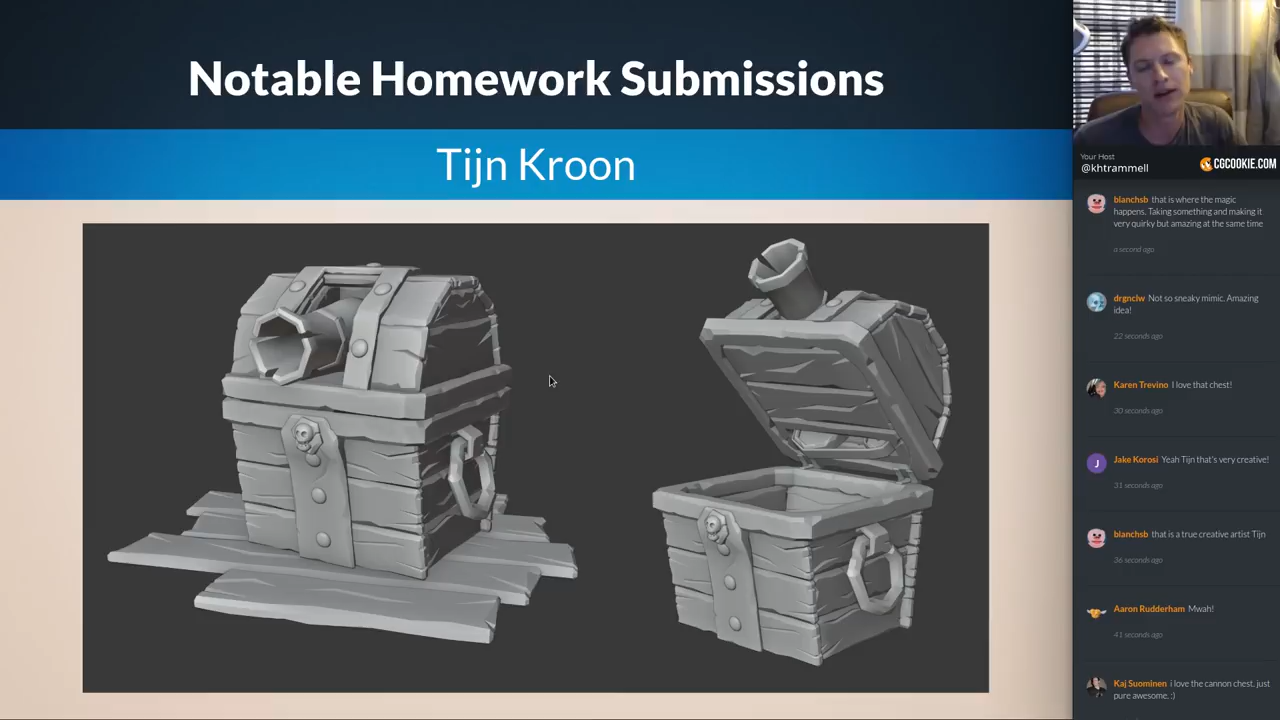 Notable Homework Submissions
Tijn Kroon
Your Host
@khtrammell
CGCOOKIE.COM
blanchsb that is where the magic
happens. Taking something and making it
very quirky but amazing at the same time
a second ago
drgnclw Not so sneaky mimic. Amazing
idea!
22 seconds ago
Karen Trevino I love that chest!
30 seconds ago
J
Jake Korosi Yeah Tijn that's very creative!
31 seconds ago
blanchsb that is a true creative artist Tijn
36 seconds ago
Aaron Rudderham Mwah!
41 seconds ago
Kaj Suominen i love the cannon chest. just
pure awesome. :)